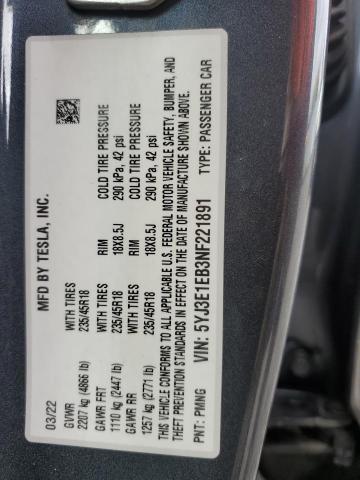 MFD BY TESLA, INC.
03/22
GVWR
2207 kg (4866 lb)
GAWR FRT WITH TIRES RIM COLD TIRE PRESSURE
1110 kg (2447 lb) 235/45R18 18X8.5J 290 kPa, 42 psi
GAWR RR WITH TIRES RIM COLD TIRE PRESSURE
1257 kg (2771 lb) 235/45R18 18X8.5J 290 kPa, 42 psi
THIS VEHICLE CONFORMS TO ALL APPLICABLE U.S. FEDERAL MOTOR VEHICLE SAFETY, BUMPER, AND
THEFT PREVENTION STANDARDS IN EFFECT ON THE DATE OF MANUFACTURE SHOWN ABOVE.
VIN: 5YJ3E1EB3NF221891
PNT: PMNG TYPE: PASSENGER CAR